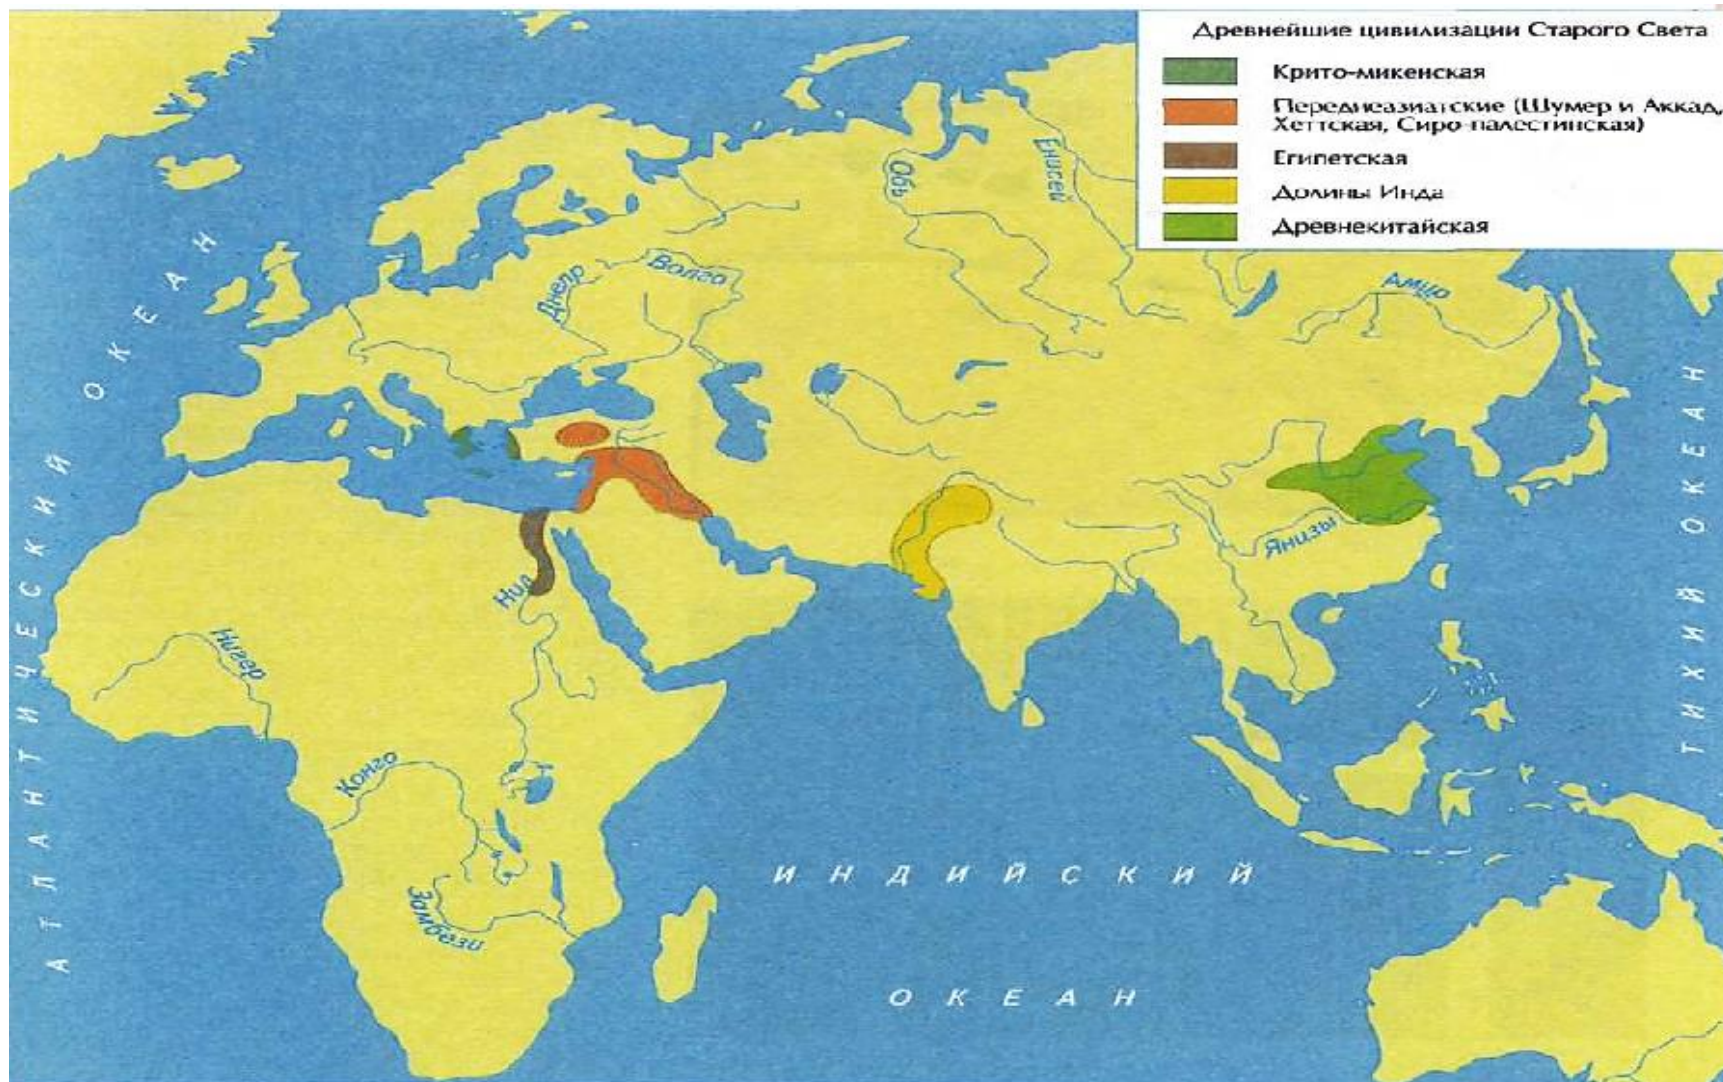 Древнейшие цивилизации Старого Света
Крито-микенская
Переднеазиатские (Шумер и Аккад,
Хеттская, Сиро-палестинская)
Египетская
Долины Инда
Древнекитайская
Обь
Енисей
Волга
Днепр
Амур
АТЛАНТИЧЕСКИЙ ОКЕАН
ТИХИЙ ОКЕАН
Янцзы
Нил
Нигер
Конго
Замбези
ИНДИЙСКИЙ
ОКЕАН